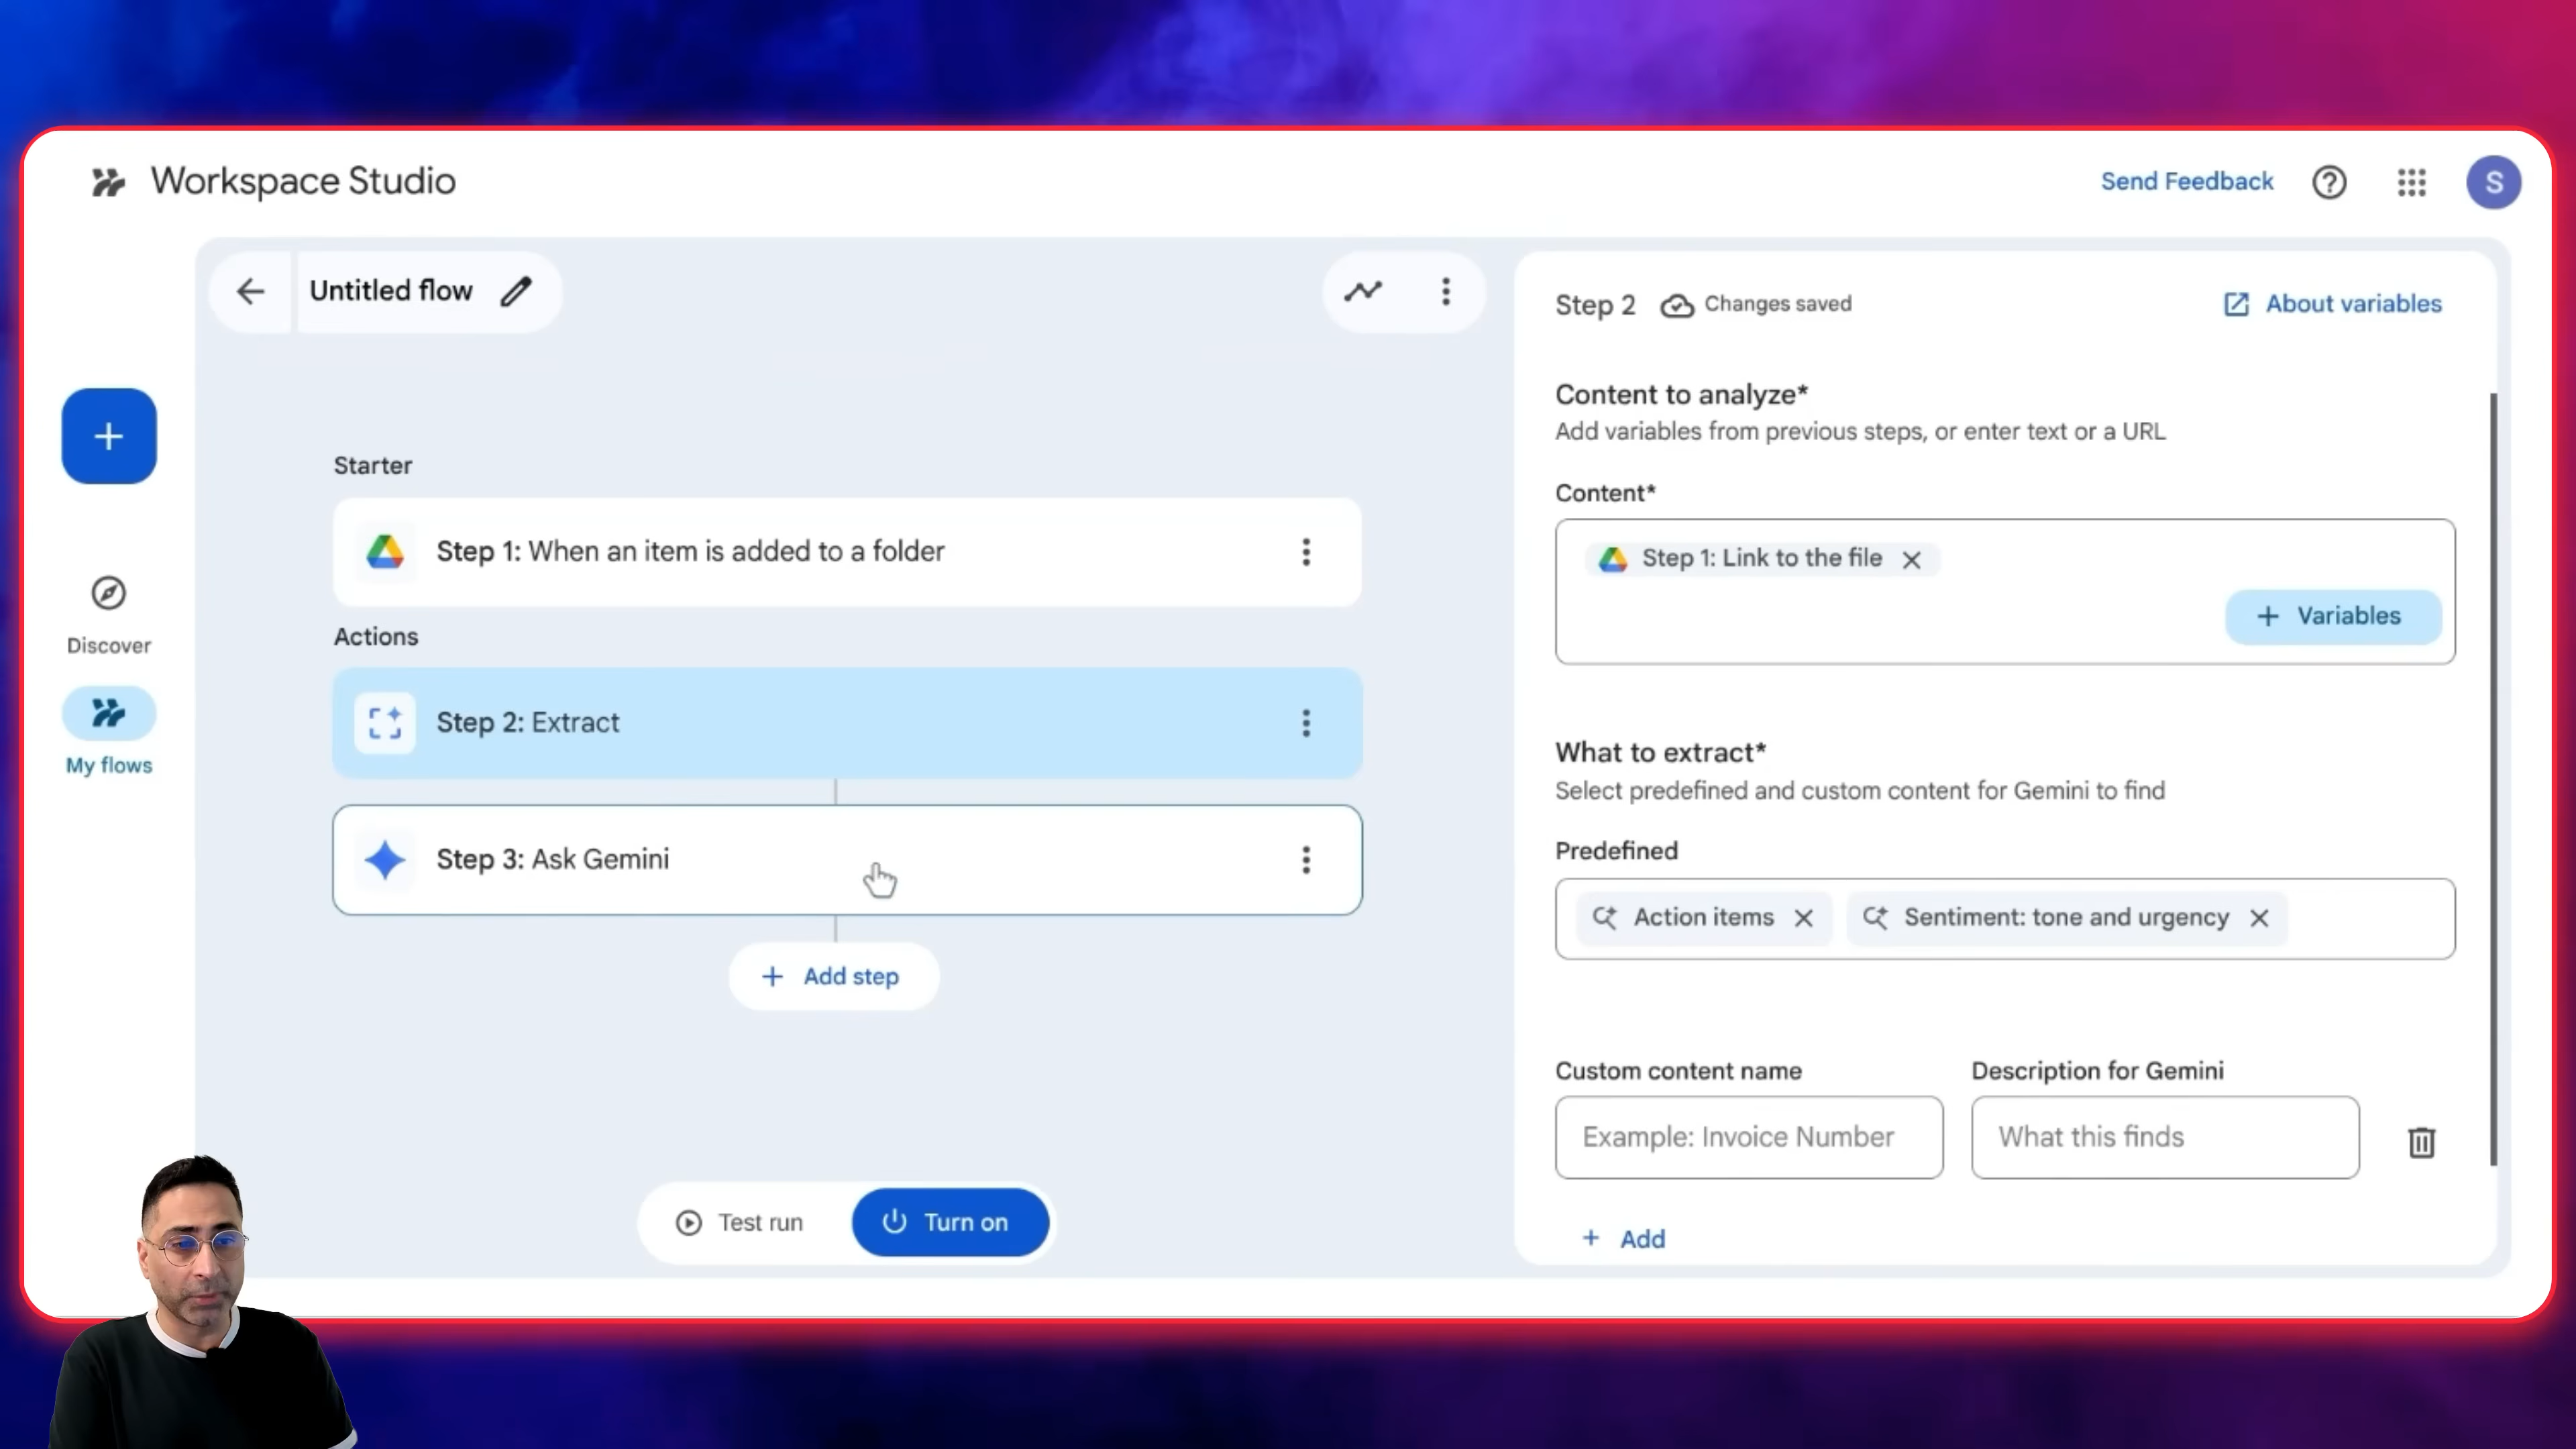 Workspace Studio
Send Feedback
S
Untitled flow
Discover
My flows
Starter
Step 1: When an item is added to a folder
Actions
Step 2: Extract
Step 3: Ask Gemini
+ Add step
Test run
Turn on
Step 2
Changes saved
About variables
Content to analyze*
Add variables from previous steps, or enter text or a URL
Content*
Step 1: Link to the file
+ Variables
What to extract*
Select predefined and custom content for Gemini to find
Predefined
Action items
Sentiment: tone and urgency
Custom content name
Description for Gemini
Example: Invoice Number
What this finds
+ Add